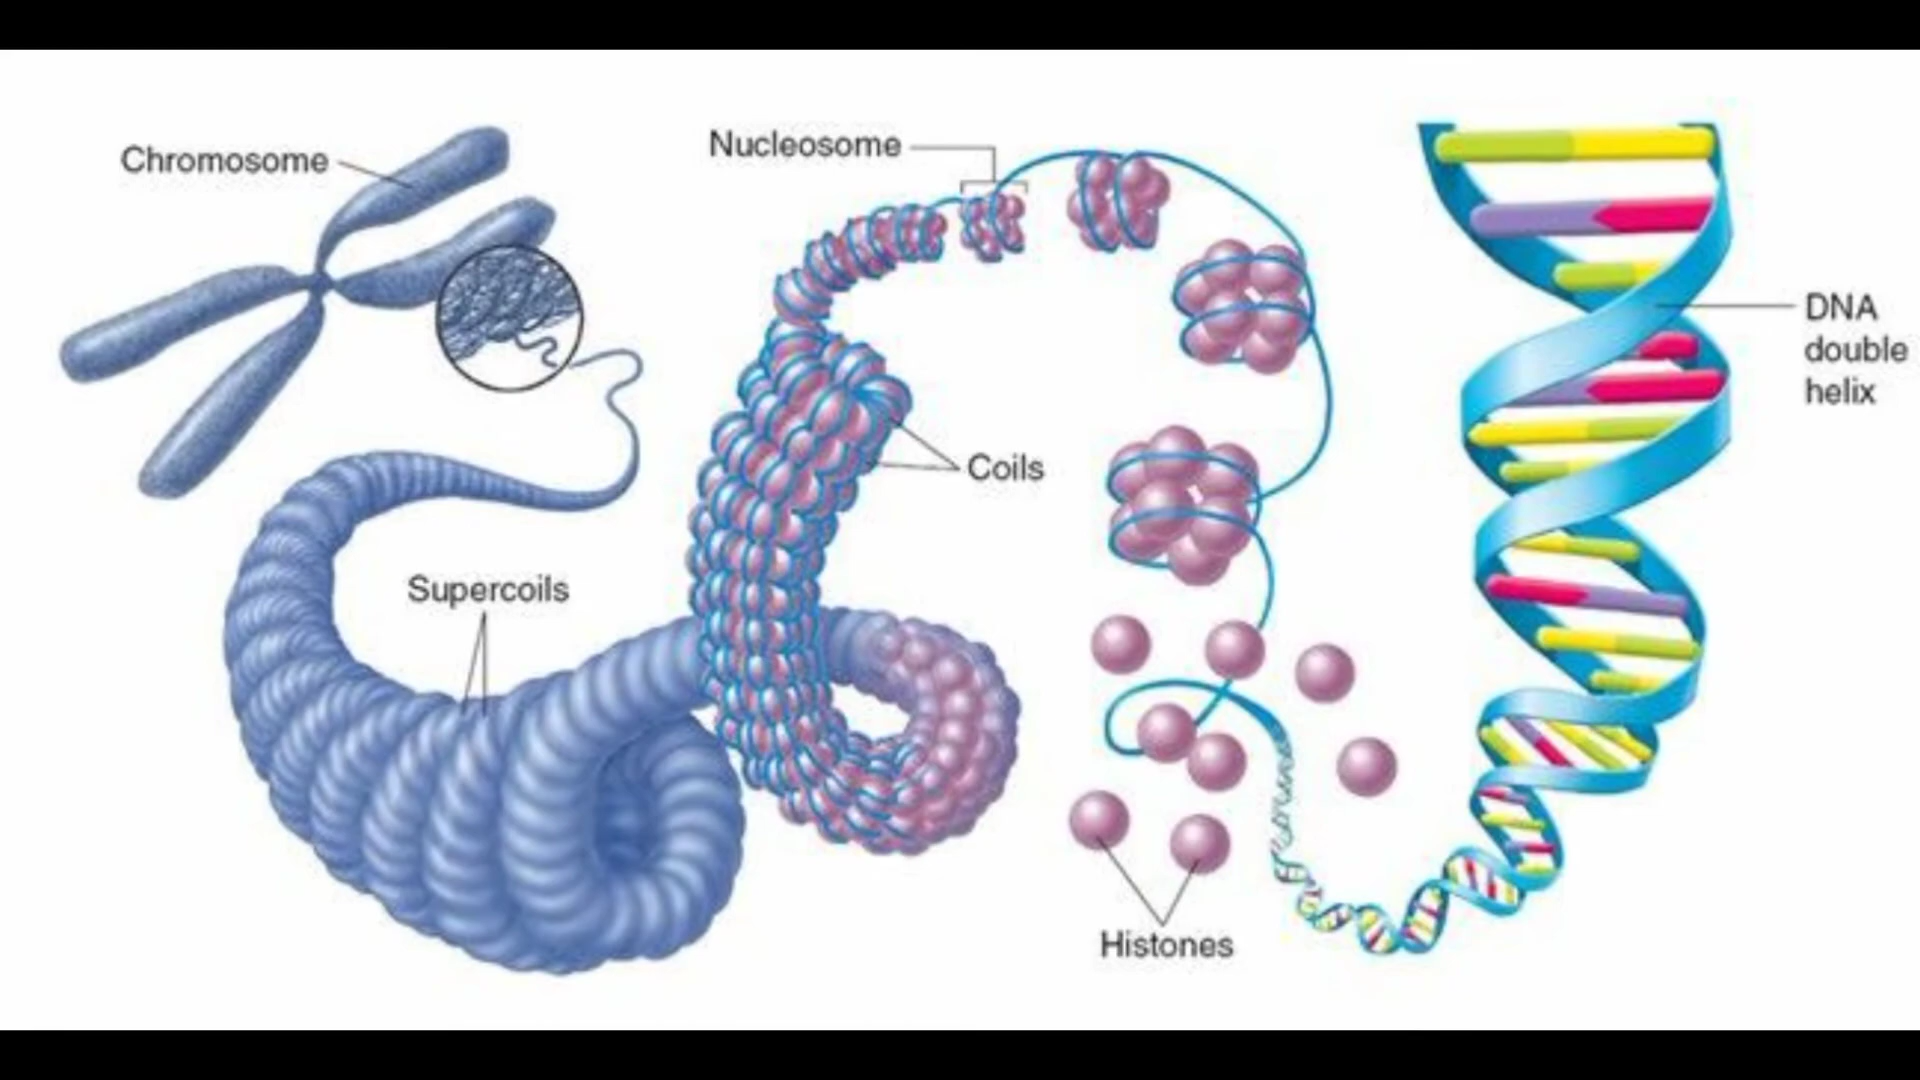 Chromosome
Nucleosome
DNA
double
helix
Coils
Supercoils
Histones